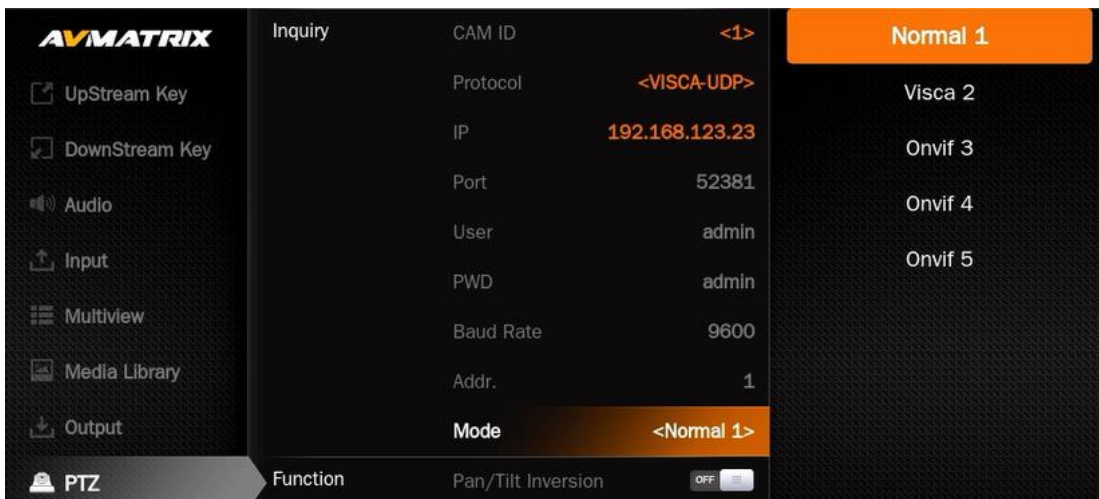 AVMATRIX
UpStream Key
DownStream Key
Audio
Input
Multiview
Media Library
Output
PTZ
Inquiry
CAM ID <1>
Protocol <VISCA-UDP>
IP 192.168.123.23
Port 52381
User admin
PWD admin
Baud Rate 9600
Addr. 1
Mode <Normal 1>
Function Pan/Tilt Inversion OFF
Normal 1
Visca 2
Onvif 3
Onvif 4
Onvif 5